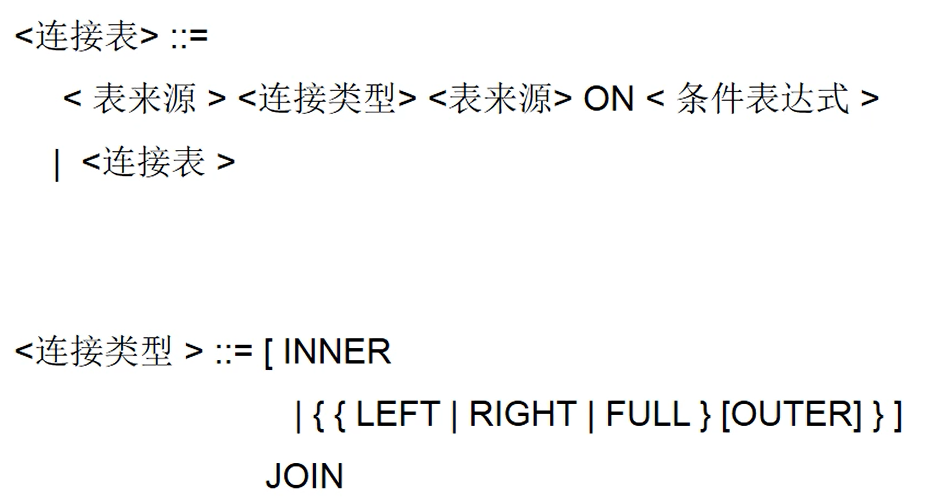 <连接表> ::=
< 表来源 > <连接类型> <表来源> ON < 条件表达式 >
| <连接表 >
<连接类型 > ::= [ INNER
| { { LEFT | RIGHT | FULL } [OUTER] } ]
JOIN